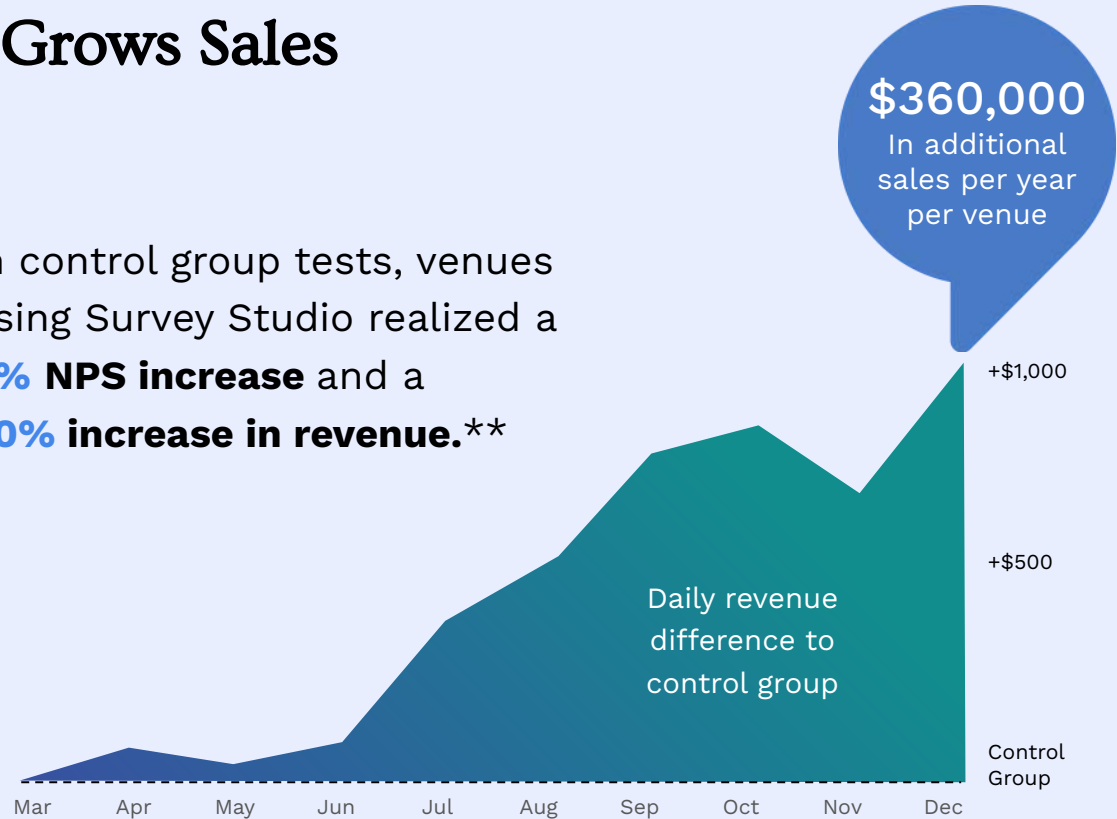 Grows Sales
$360,000
In additional
sales per year
per venue
control group tests, venues
sing Survey Studio realized a
% NPS increase and a
0% increase in revenue.**
+$1,000
+$500
Daily revenue
difference to
control group
Control
Group
Mar Apr May Jun Jul Aug Sep Oct Nov Dec